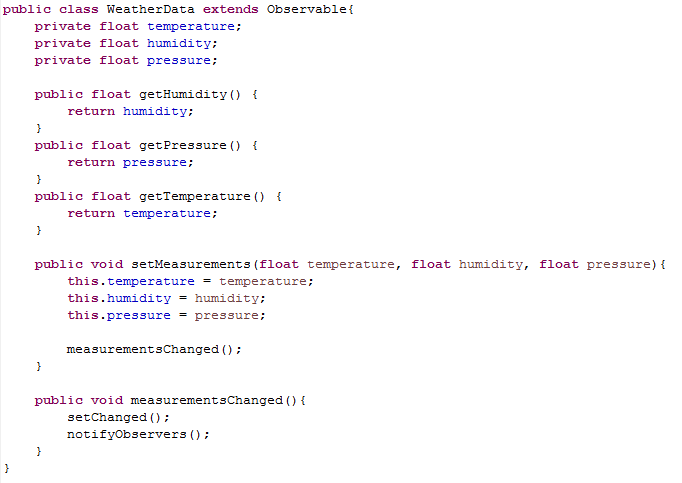 public class WeatherData extends Observable{
    private float temperature;
    private float humidity;
    private float pressure;

    public float getHumidity() {
        return humidity;
    }
    public float getPressure() {
        return pressure;
    }
    public float getTemperature() {
        return temperature;
    }

    public void setMeasurements(float temperature, float humidity, float pressure){
        this.temperature = temperature;
        this.humidity = humidity;
        this.pressure = pressure;

        measurementsChanged();
    }

    public void measurementsChanged(){
        setChanged();
        notifyObservers();
    }
}